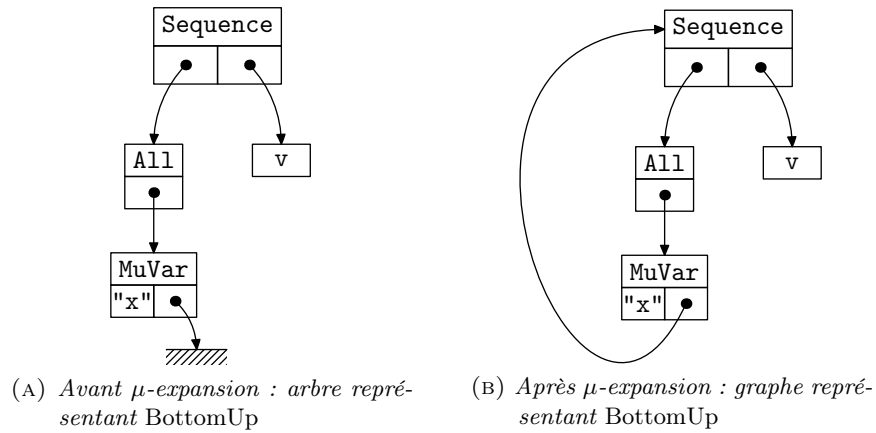 Sequence
All
v
MuVar
"x"
(A) Avant μ-expansion : arbre repré-
sentant BottomUp
Sequence
All
v
MuVar
"x"
(B) Après μ-expansion : graphe repré-
sentant BottomUp